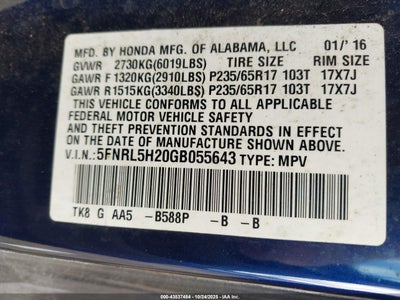 MFD. BY HONDA MFG. OF ALABAMA, LLC 01/'16
GVWR 2730KG(6019LBS) TIRE SIZE RIM SIZE
GAWR F 1320KG(2910LBS) P235/65R17 103T 17X7J
GAWR R 1515KG(3340LBS) P235/65R17 103T 17X7J
THIS VEHICLE CONFORMS TO ALL APPLICABLE
FEDERAL MOTOR VEHICLE SAFETY
AND THEFT PREVENTION STANDARDS IN EFFECT
ON THE DATE OF MANUFACTURE SHOWN ABOVE.
V.I.N.:5FNRL5H20GB055643 TYPE: MPV
TK8 G AA5 -B588P -B -B
000-43537484 - 10/24/2025 - IAAI.COM